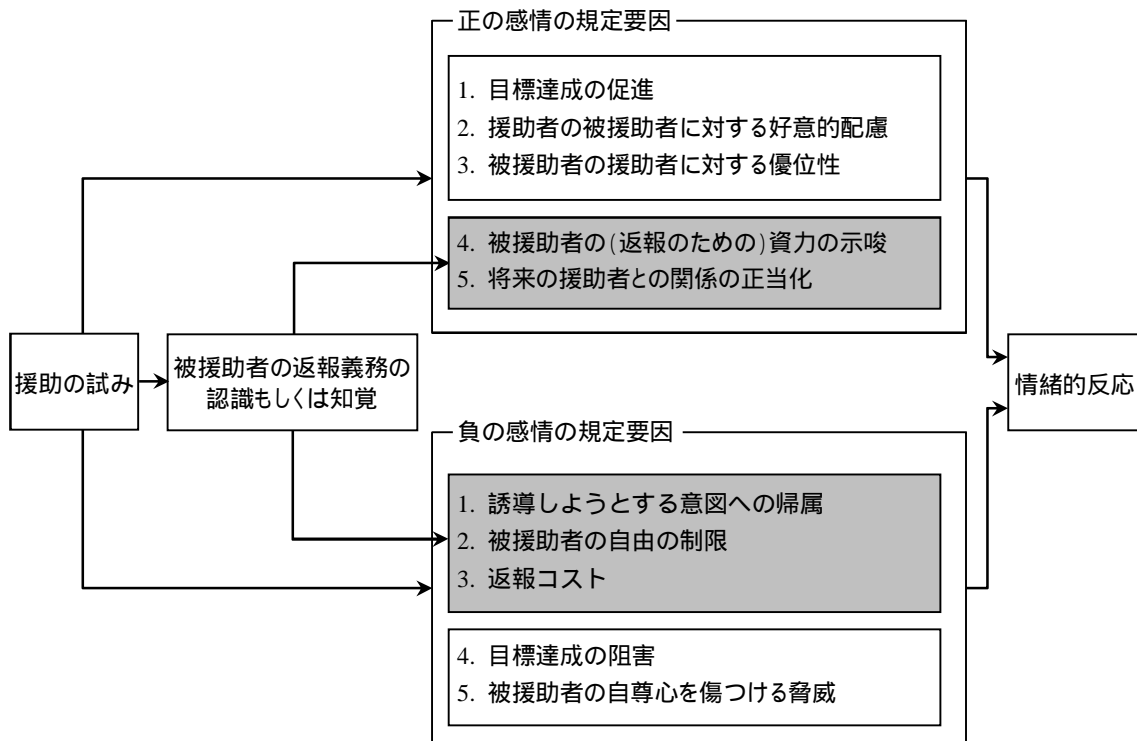 正の感情の規定要因
1. 目標達成の促進
2. 援助者の被援助者に対する好意的配慮
3. 被援助者の援助者に対する優位性
4. 被援助者の(返報のための)資力の示唆
5. 将来の援助者との関係の正当化
援助の試み
被援助者の返報義務の
認識もしくは知覚
情緒的反応
負の感情の規定要因
1. 誘導しようとする意図への帰属
2. 被援助者の自由の制限
3. 返報コスト
4. 目標達成の阻害
5. 被援助者の自尊心を傷つける脅威